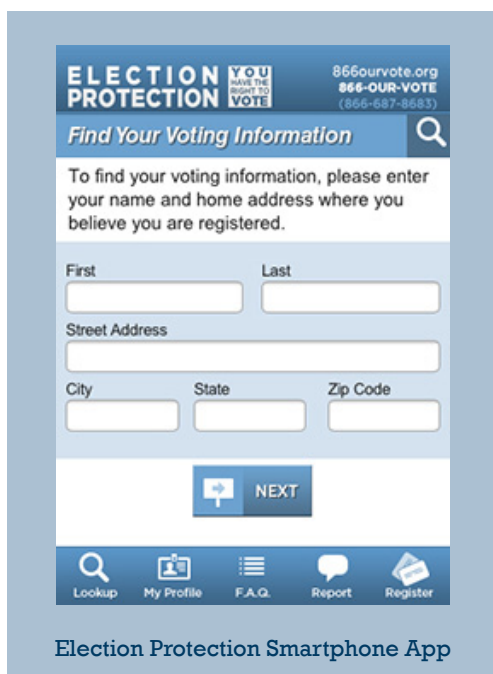 ELECTION
PROTECTION
YOU
HAVE THE
RIGHT TO
VOTE
866ourvote.org
866-OUR-VOTE
(866-687-8683)
Find Your Voting Information
To find your voting information, please enter
your name and home address where you
believe you are registered.
First Last
Street Address
City State Zip Code
NEXT
Lookup My Profile F.A.Q. Report Register
Election Protection Smartphone App